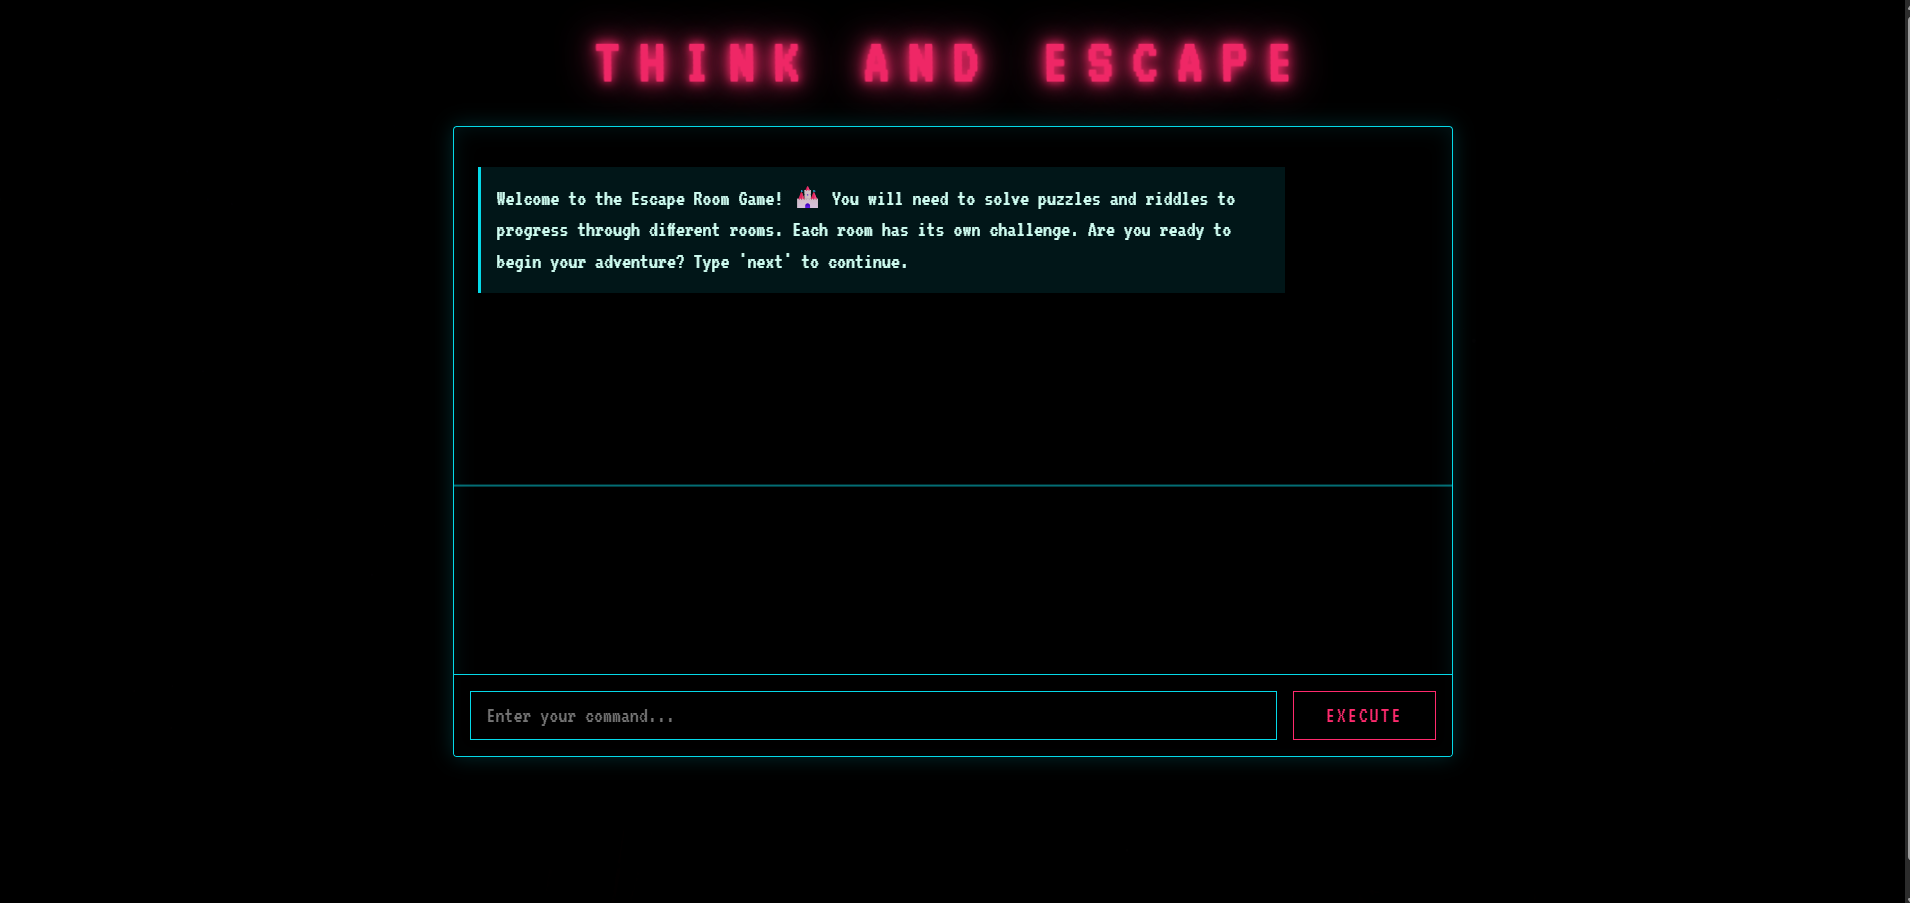 THINK AND ESCAPE
Welcome to the Escape Room Game! 🏰 You will need to solve puzzles and riddles to
progress through different rooms. Each room has its own challenge. Are you ready to
begin your adventure? Type 'next' to continue.
Enter your command...
EXECUTE